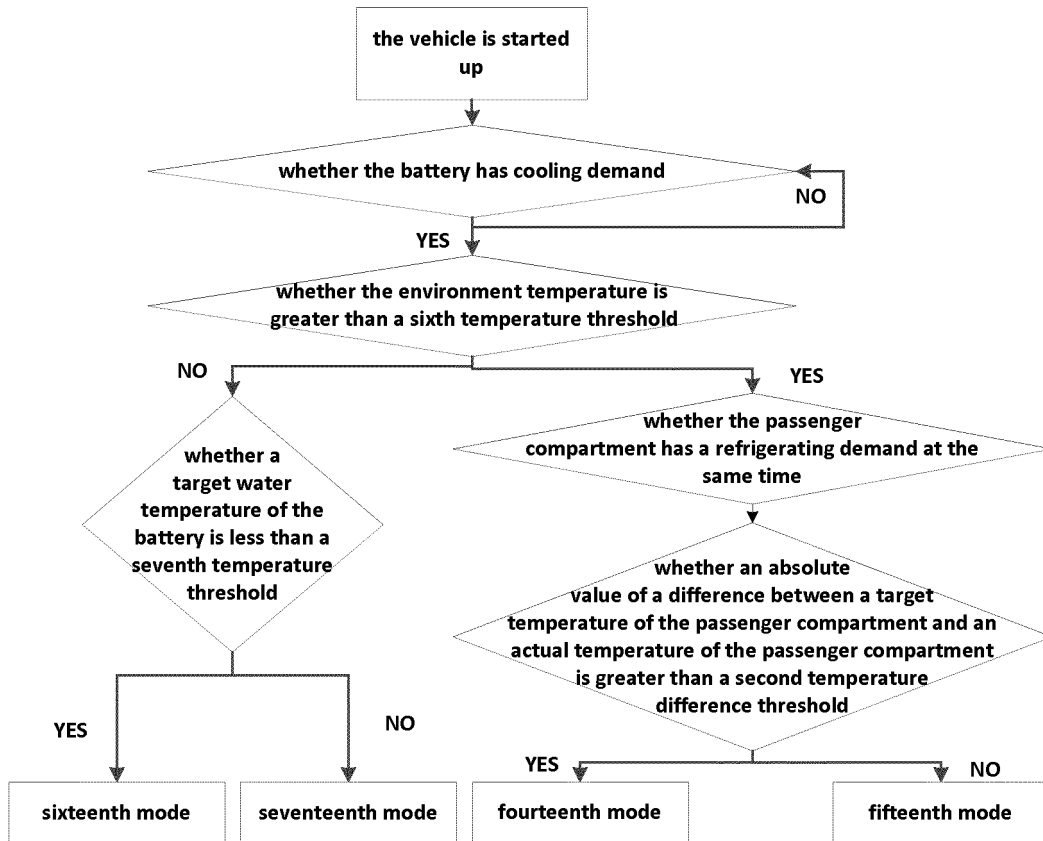 the vehicle is started
up
whether the battery has cooling demand
NO
YES
whether the environment temperature is
greater than a sixth temperature threshold
NO
YES
whether the passenger
compartment has a refrigerating demand at the
same time
whether a
target water
temperature of the
battery is less than a
seventh temperature
threshold
whether an absolute
value of a difference between a target
temperature of the passenger compartment and an
actual temperature of the passenger compartment
is greater than a second temperature
difference threshold
YES
NO
YES
NO
sixteenth mode
seventeenth mode
fourteenth mode
fifteenth mode